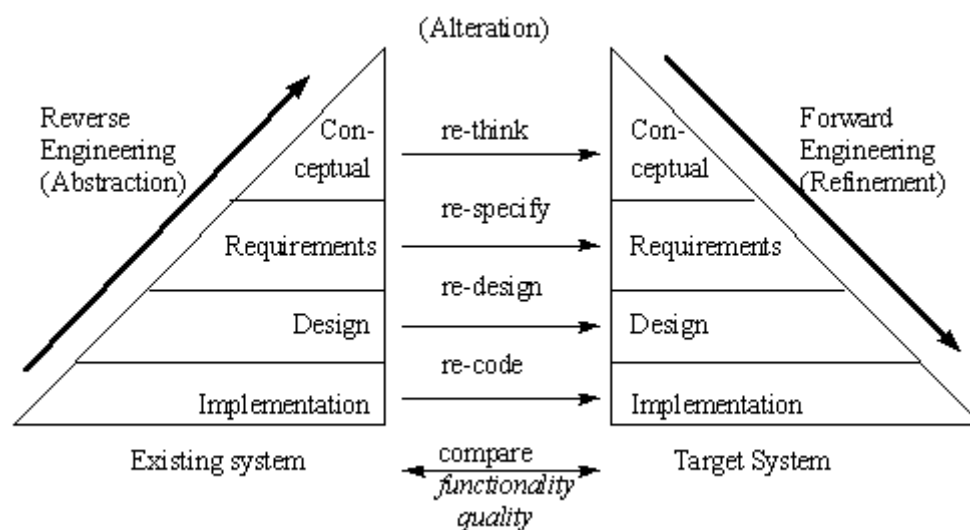 (Alteration)
Reverse
Engineering
(Abstraction)
Con-
ceptual
re-think
Con-
ceptual
Forward
Engineering
(Refinement)
re-specify
Requirements
Requirements
re-design
Design
Design
re-code
Implementation
Implementation
Existing system
compare
functionality
quality
Target System